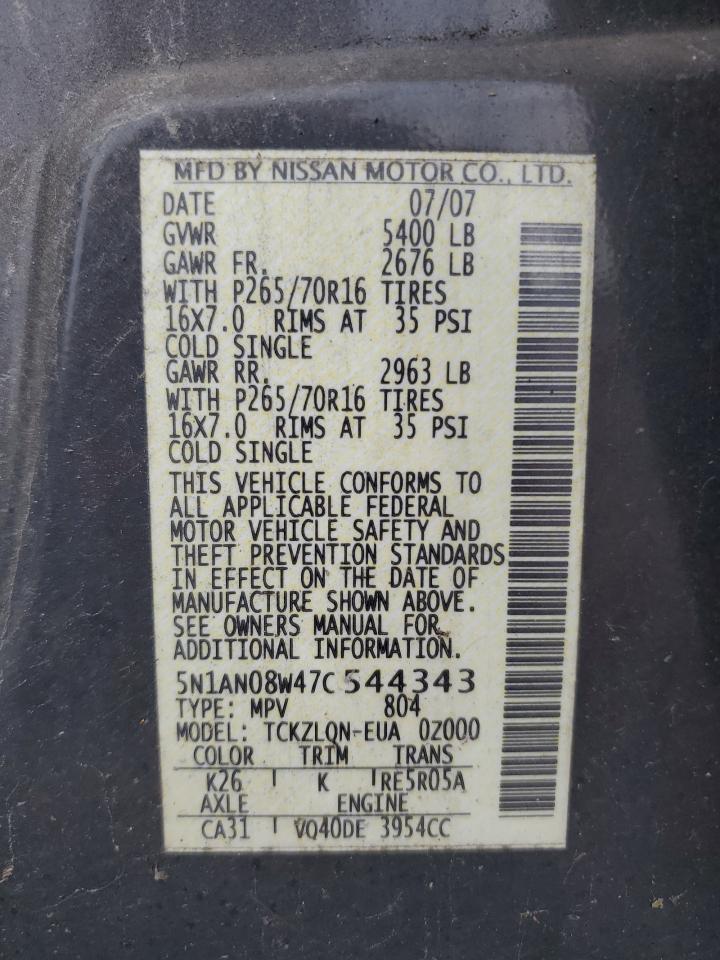 MFD BY NISSAN MOTOR CO., LTD.
DATE 07/07
GVWR 5400 LB
GAWR FR. 2676 LB
WITH P265/70R16 TIRES
16X7.0 RIMS AT 35 PSI
COLD SINGLE
GAWR RR. 2963 LB
WITH P265/70R16 TIRES
16X7.0 RIMS AT 35 PSI
COLD SINGLE
THIS VEHICLE CONFORMS TO
ALL APPLICABLE FEDERAL
MOTOR VEHICLE SAFETY AND
THEFT PREVENTION STANDARDS
IN EFFECT ON THE DATE OF
MANUFACTURE SHOWN ABOVE.
SEE OWNERS MANUAL FOR
ADDITIONAL INFORMATION.
5N1AN08W47C544343
TYPE: MPV 804
MODEL: TCKZLQN-EUA 0Z000
COLOR TRIM TRANS
K26 K RE5R05A
AXLE ENGINE
CA31 VQ40DE 3954CC